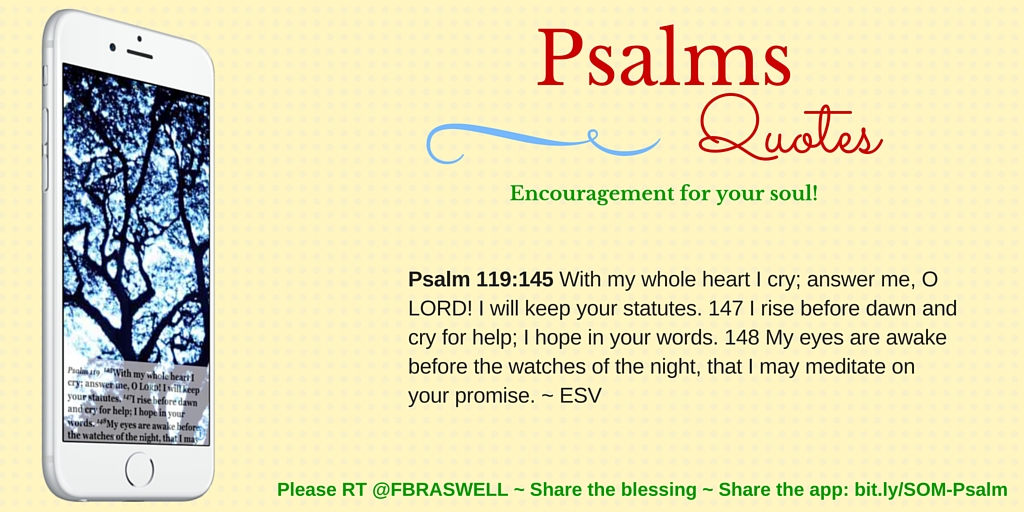 Psalms
Quotes
Encouragement for your soul!
Psalm 119:145 With my whole heart I cry; answer me, O
LORD! I will keep your statutes. 147 I rise before dawn and
cry for help; I hope in your words. 148 My eyes are awake
before the watches of the night, that I may meditate on
your promise. ~ ESV
Psalm 119 145With my whole heart I
cry; answer me, O LORD! I will keep
your statutes. 147I rise before dawn
and cry for help; I hope in your
words. 148My eyes are awake before
the watches of the night, that I may
Please RT @FBRASWELL ~ Share the blessing ~ Share the app: bit.ly/SOM-Psalm